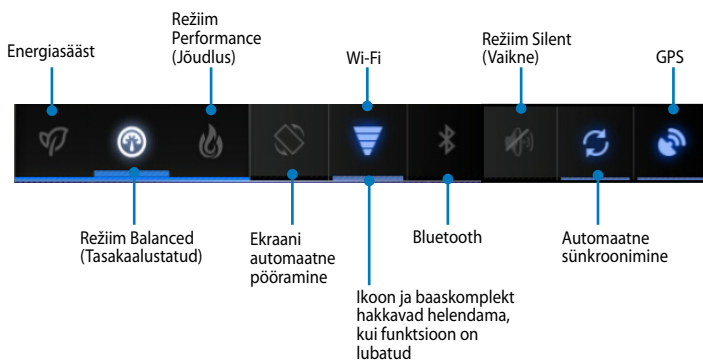 Energiasääst
Režiim
Performance
(Jõudlus)
Wi-Fi
Režiim Silent
(Vaikne)
GPS
Režiim Balanced
(Tasakaalustatud)
Ekraani
automaatne
pööramine
Ikoon ja baaskomplekt
hakkavad helendama,
kui funktsioon on
lubatud
Bluetooth
Automaatne
sünkroonimine